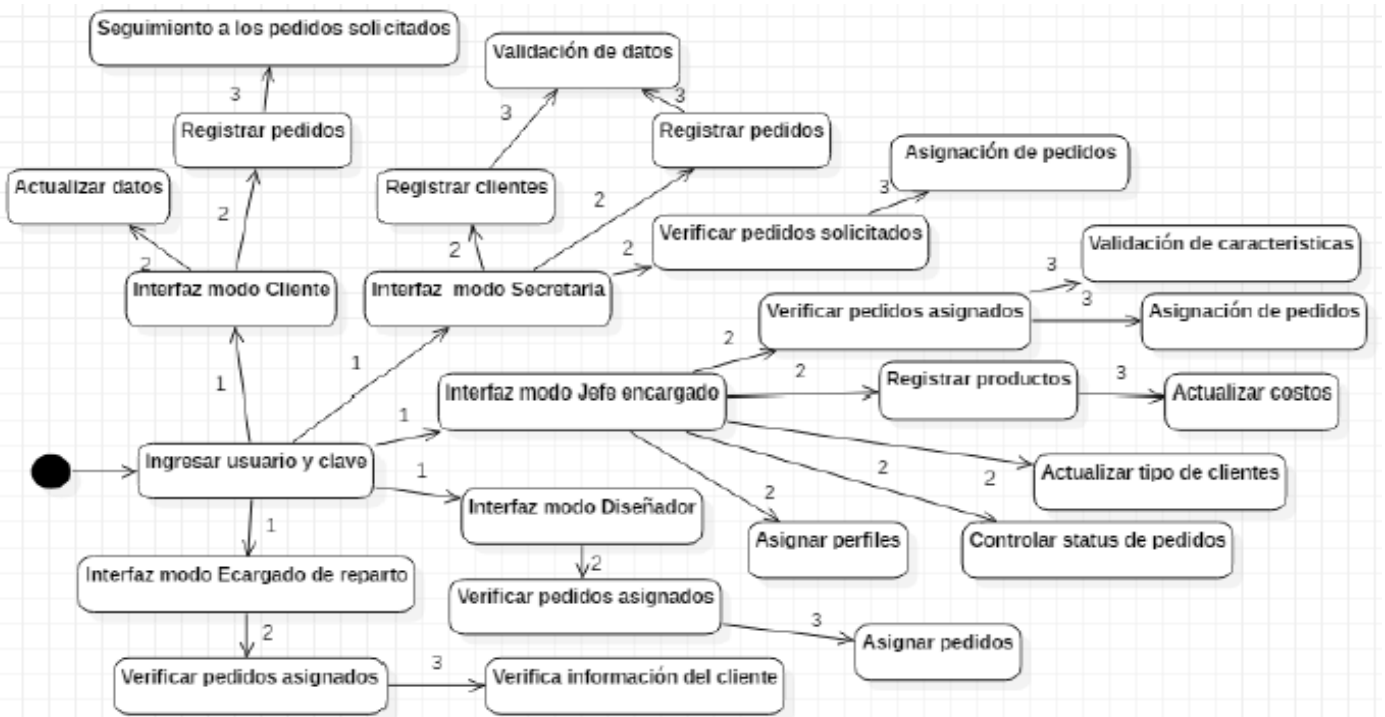 Seguimiento a los pedidos solicitados
Validación de datos
3
3
3
Registrar pedidos
Registrar pedidos
Asignación de pedidos
Actualizar datos
Registrar clientes
3
2
2
Verificar pedidos solicitados
Validación de caracteristicas
2
2
2
3
Interfaz modo Cliente
Interfaz modo Secretaria
Verificar pedidos asignados
3
Asignación de pedidos
2
1
1
Interfaz modo Jefe encargado
2
Registrar productos
3
Actualizar costos
1
Ingresar usuario y clave
1
2
2
Actualizar tipo de clientes
Interfaz modo Diseñador
2
1
Asignar perfiles
Controlar status de pedidos
Interfaz modo Ecargado de reparto
2
Verificar pedidos asignados
2
3
Asignar pedidos
Verificar pedidos asignados
3
Verifica información del cliente